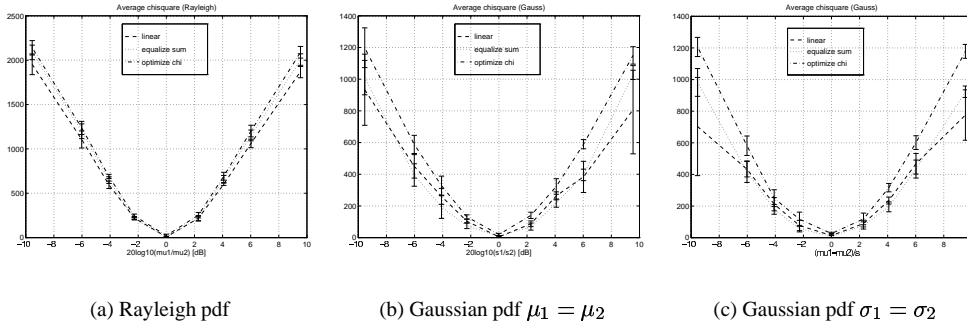 Average chisquare (Rayleigh)
2500
2000
1500
1000
500
0
linear
equalize sum
optimize chi
−10 −8 −6 −4 −2 0 2 4 6 8 10
20log10(mu1/mu2) [dB]
(a) Rayleigh pdf
Average chisquare (Gauss)
1400
1200
1000
800
600
400
200
0
linear
equalize sum
optimize chi
−10 −8 −6 −4 −2 0 2 4 6 8 10
20log10(s1/s2) [dB]
(b) Gaussian pdf μ₁ = μ₂
Average chisquare (Gauss)
1400
1200
1000
800
600
400
200
0
linear
equalize sum
optimize chi
−10 −8 −6 −4 −2 0 2 4 6 8
(mu1−mu2)/s
(c) Gaussian pdf σ₁ = σ₂